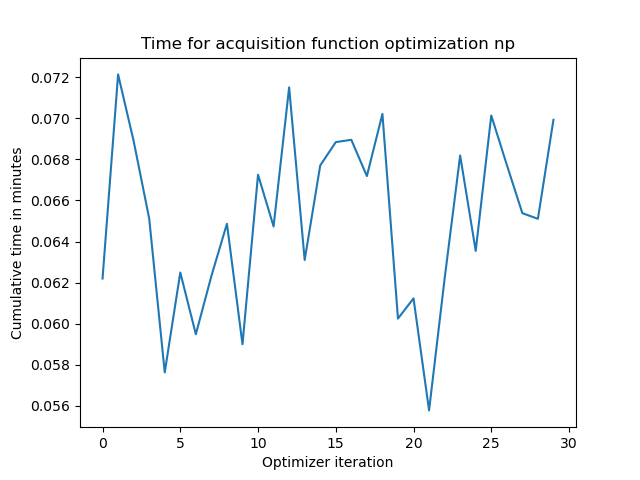 Time for acquisition function optimization np
Cumulative time in minutes
0.072
0.070
0.068
0.066
0.064
0.062
0.060
0.058
0.056
0 5 10 15 20 25 30
Optimizer iteration